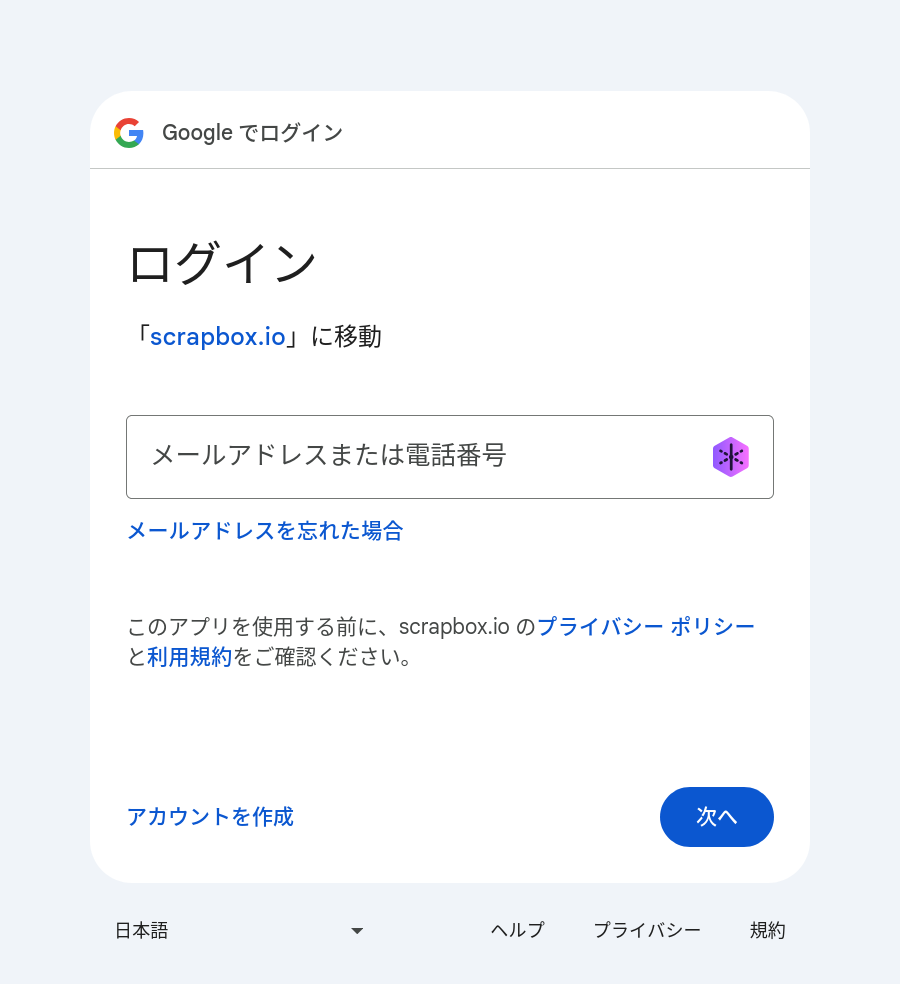 Google でログイン
ログイン
「scrapbox.io」に移動
メールアドレスまたは電話番号
メールアドレスを忘れた場合
このアプリを使用する前に、scrapbox.io のプライバシー ポリシー
と利用規約をご確認ください。
アカウントを作成
次へ
日本語
ヘルプ
プライバシー
規約